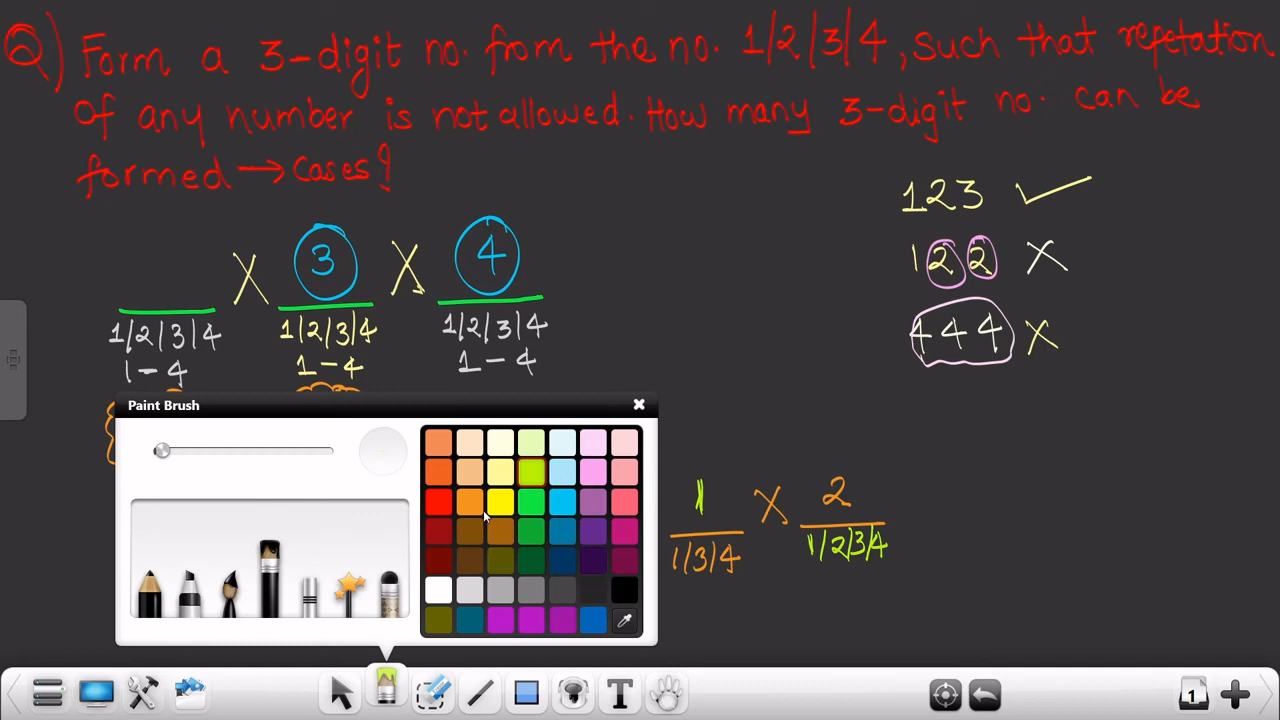 Q) Form a 3-digit no. from the no. 1/2/3/4, such that repetation
of any number is not allowed. How many 3-digit no. can be
formed → Cases?
123 ✓
122 X
444 X
X 3 X 4
1/2/3/4 1/2/3/4 1/2/3/4
1-4 1-4 1-4
Paint Brush
1 X 2
1/3/4 1/2/3/4
T 1